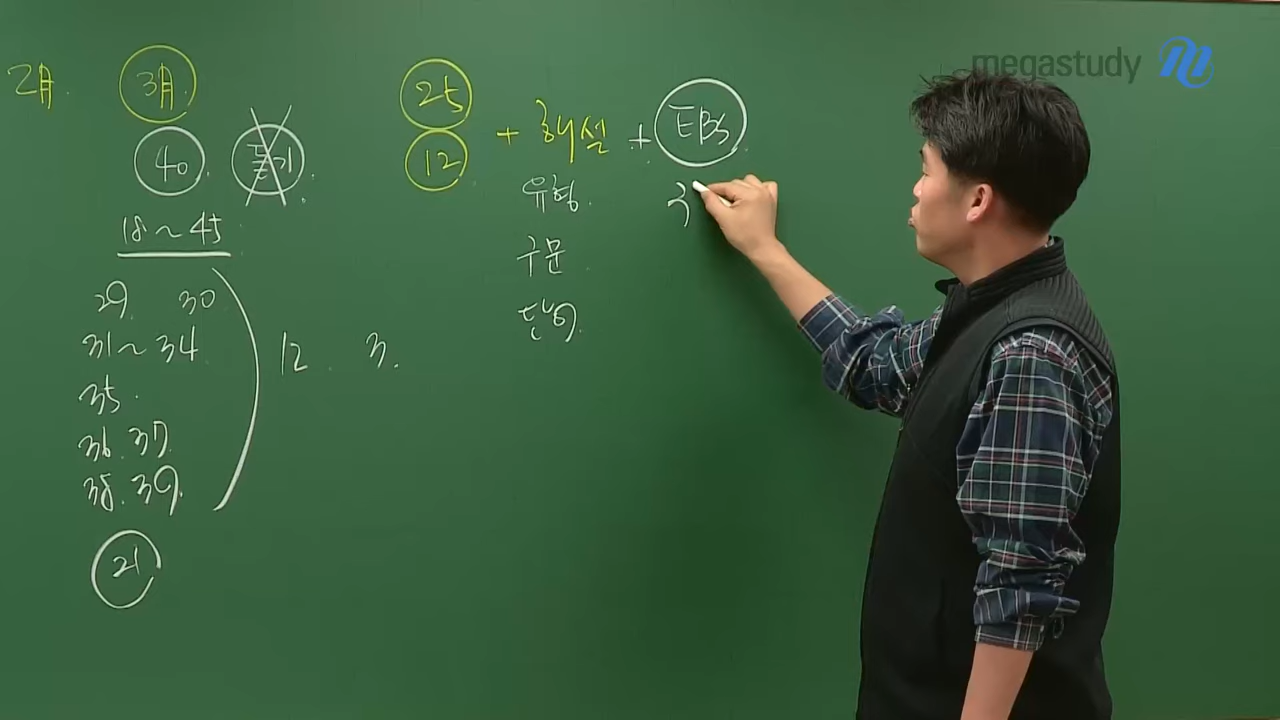 megastudy
2月.
3月.
40. 듣기.
18 ~ 45
29. 30
31 ~ 34
35.
36. 37.
38. 39.
21
12. 3.
25
12.
+ 해설 + EBS
유형.
구문.
단어.